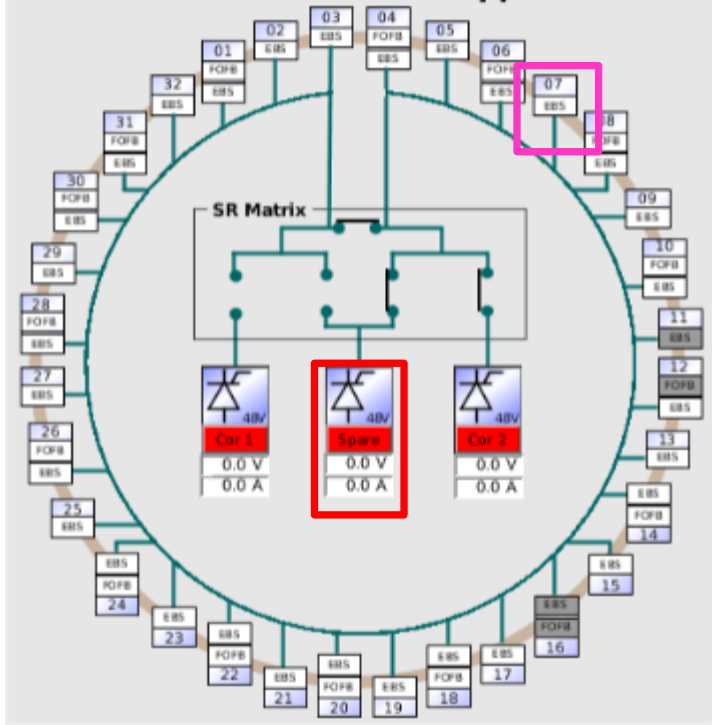 03
EBS
04
FOFB
EBS
02
EBS
05
EBS
01
FOFB
EBS
06
FOFB
EBS
32
EBS
07
EBS
31
FOFB
EBS
08
FOFB
EBS
30
FOFB
EBS
09
EBS
29
EBS
10
FOFB
EBS
28
FOFB
EBS
11
EBS
27
EBS
12
FOFB
EBS
26
FOFB
EBS
13
EBS
25
EBS
EBS
FOFB
14
EBS
FOFB
24
EBS
15
EBS
23
EBS
FOFB
16
EBS
FOFB
22
EBS
17
EBS
21
EBS
FOFB
18
EBS
FOFB
20
EBS
19
SR Matrix
48V
Cor 1
0.0 V
0.0 A
48V
Spare
0.0 V
0.0 A
48V
Cor 2
0.0 V
0.0 A